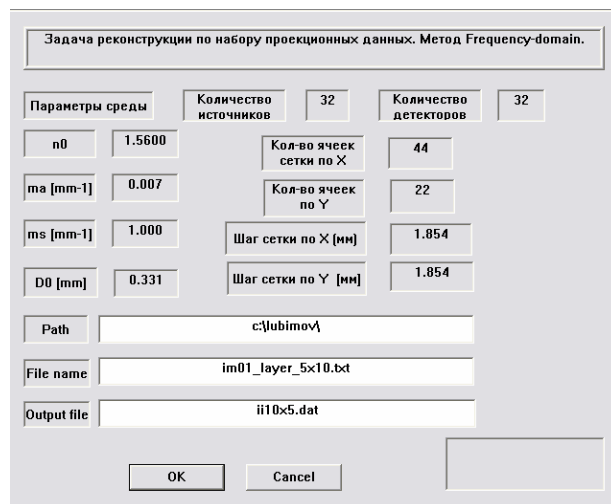 Задача реконструкции по набору проекционных данных. Метод Frequency-domain.
Параметры среды
Количество источников
32
Количество детекторов
32
n0
1.5600
Кол-во ячеек сетки по X
44
ma [mm-1]
0.007
Кол-во ячеек по Y
22
ms [mm-1]
1.000
Шаг сетки по X (мм)
1.854
D0 [mm]
0.331
Шаг сетки по Y [мм]
1.854
Path
c:\lubimov\
File name
im01_layer_5x10.txt
Output file
ii10x5.dat
OK
Cancel